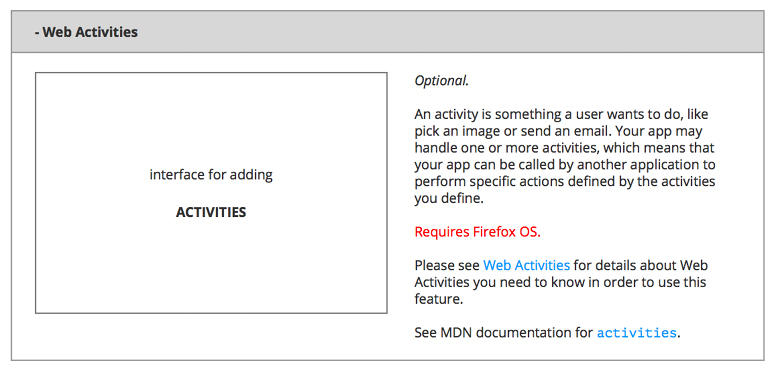 - Web Activities
interface for adding
ACTIVITIES
Optional.
An activity is something a user wants to do, like
pick an image or send an email. Your app may
handle one or more activities, which means that
your app can be called by another application to
perform specific actions defined by the activities
you define.
Requires Firefox OS.
Please see Web Activities for details about Web
Activities you need to know in order to use this
feature.
See MDN documentation for activities.